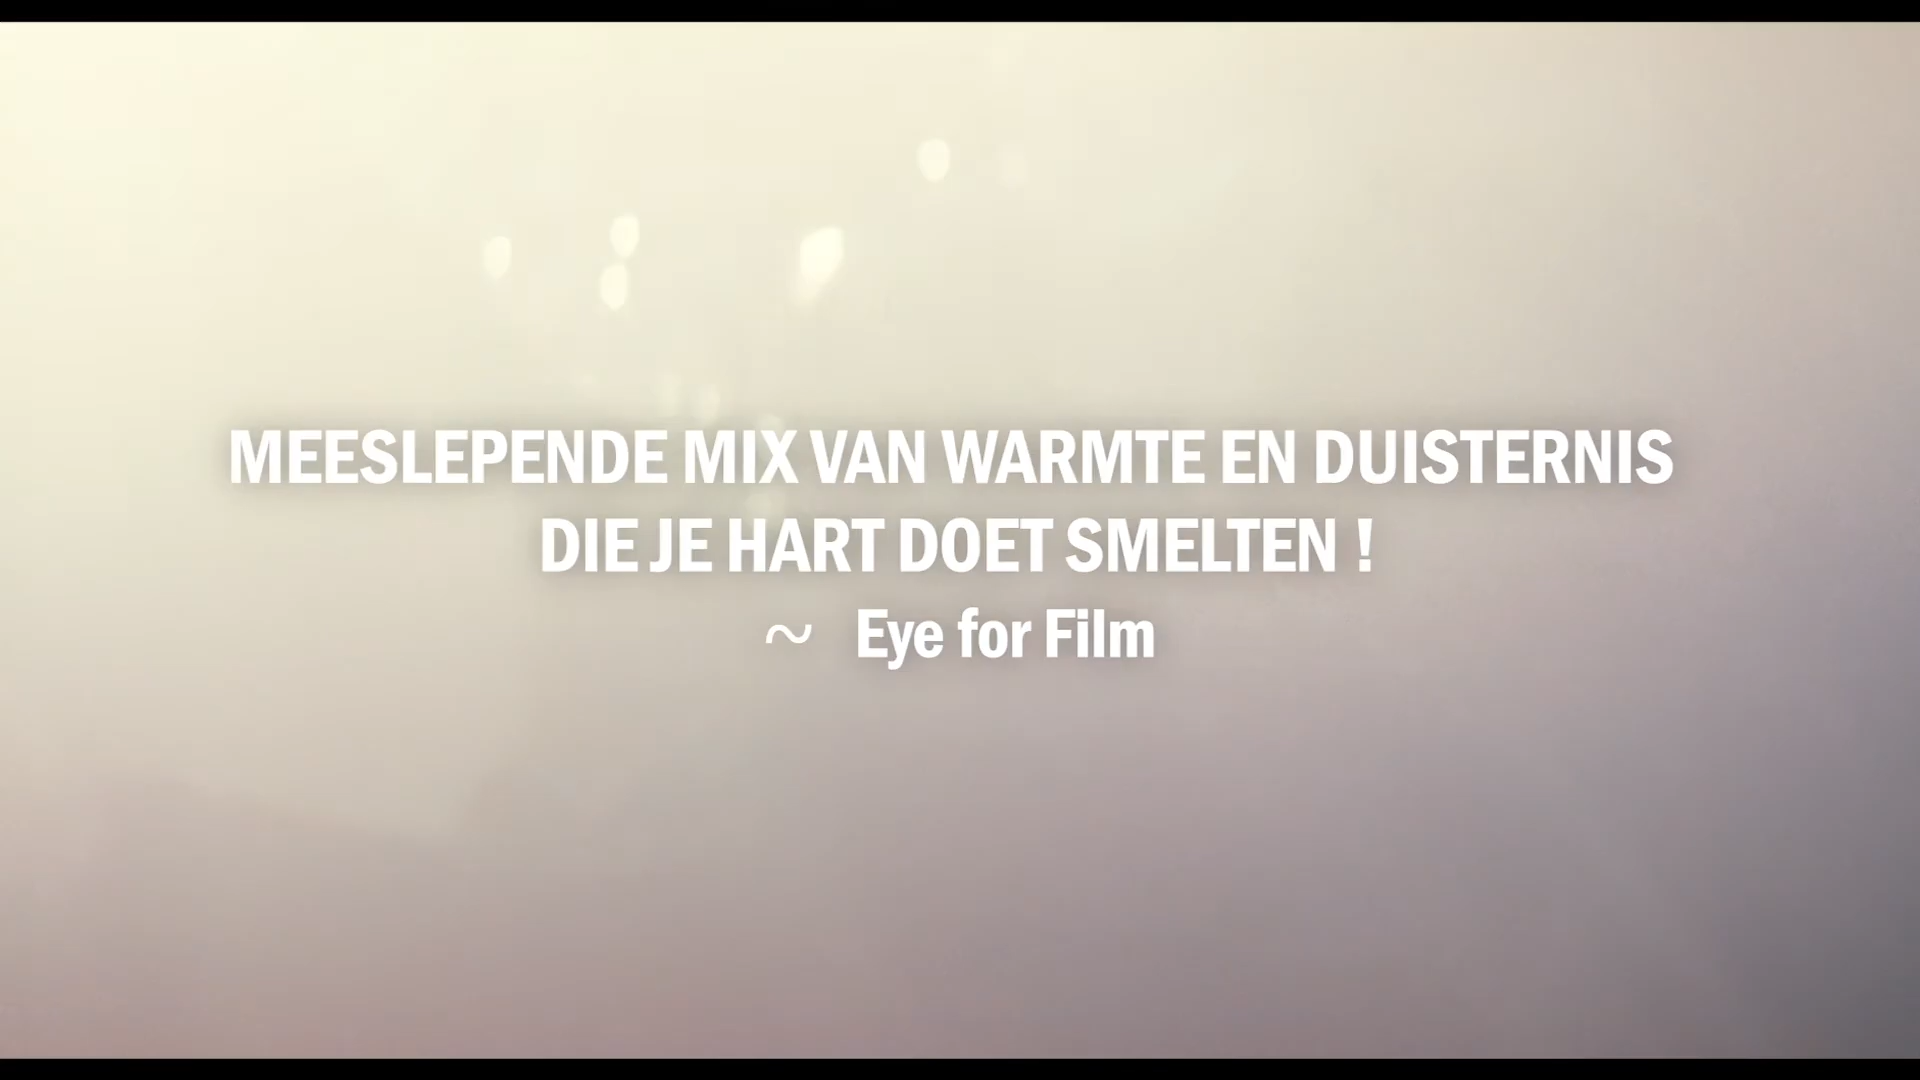 MEESLEPENDE MIX VAN WARMTE EN DUISTERNIS
DIE JE HART DOET SMELTEN !
~ Eye for Film